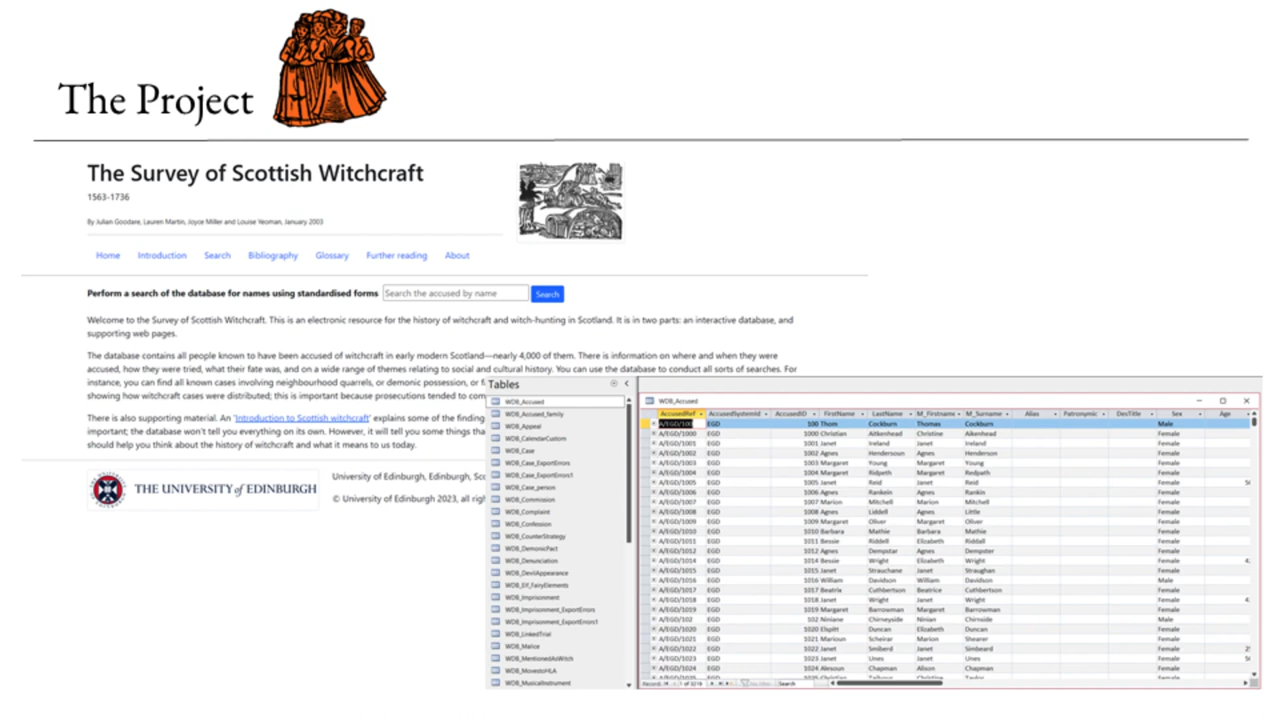 The Project
The Survey of Scottish Witchcraft
1563-1736
By Julian Goodare, Lauren Martin, Joyce Miller and Louise Yeoman, January 2003
Home Introduction Search Bibliography Glossary Further reading About
Perform a search of the database for names using standardised forms Search the accused by name Search
Welcome to the Survey of Scottish Witchcraft. This is an electronic resource for the history of witchcraft and witch-hunting in Scotland. It is in two parts: an interactive database, and
supporting web pages.
The database contains all people known to have been accused of witchcraft in early modern Scotland—nearly 4,000 of them. There is information on where and when they were
accused, how they were tried, what their fate was, and on a wide range of themes relating to social and cultural history. You can use the database to conduct all sorts of searches. For
instance, you can find all known cases involving neighbourhood quarrels, or demonic possession, or
showing how witchcraft cases were distributed; this is important because prosecutions tended to
There is also supporting material. An 'Introduction to Scottish witchcraft' explains some of the
important; the database won't tell you everything on its own. However, it will tell you some things
should help you think about the history of witchcraft and what it means to us today.
THE UNIVERSITY of EDINBURGH
University of Edinburgh, Edinburgh,
© University of Edinburgh 2023, all
Tables
WDB_Accused
WDB_Accused_family
WDB_Appeal
WDB_CalendarCustom
WDB_Case
WDB_Case_ExportErrors
WDB_Case_ExportErrors1
WDB_Case_person
WDB_Commission
WDB_Complaint
WDB_Confession
WDB_CounterStrategy
WDB_DemonicPact
WDB_Denunciation
WDB_DevilAppearance
WDB_Elf_FairyElements
WDB_Imprisonment
WDB_Imprisonment_ExportErrors
WDB_Imprisonment_ExportErrors1
WDB_LinkedTrial
WDB_Malice
WDB_MentionedAsWitch
WDB_MovestoHLA
WDB_MusicalInstrument
WDB_Accused
AccusedRef AccusedSystemId AccusedID FirstName LastName M_Firstname M_Surname Alias Patronymic DesTitle Sex Age
A/EGD/100 EGD 100 Thom Cockburn Thomas Cockburn Male
A/EGD/1000 EGD 1000 Christian Aitkenhead Christine Aikenhead Female
A/EGD/1001 EGD 1001 Janet Ireland Janet Ireland Female
A/EGD/1002 EGD 1002 Agnes Hendersoun Agnes Henderson Female
A/EGD/1003 EGD 1003 Margaret Young Margaret Young Female
A/EGD/1004 EGD 1004 Margaret Ridpeth Margaret Redpath Female
A/EGD/1005 EGD 1005 Janet Reid Janet Reid Female
A/EGD/1006 EGD 1006 Agnes Rankein Agnes Rankin Female
A/EGD/1007 EGD 1007 Marion Mitchell Marion Mitchell Female
A/EGD/1008 EGD 1008 Agnes Liddell Agnes Little Female
A/EGD/1009 EGD 1009 Margaret Oliver Margaret Oliver Female
A/EGD/1010 EGD 1010 Barbara Mathie Barbara Mathie Female
A/EGD/1011 EGD 1011 Bessie Riddell Elizabeth Riddall Female
A/EGD/1012 EGD 1012 Agnes Dempstar Agnes Dempster Female
A/EGD/1014 EGD 1014 Bessie Wright Elizabeth Wright Female
A/EGD/1015 EGD 1015 Janet Strauchane Janet Straughan Female
A/EGD/1016 EGD 1016 William Davidson William Davidson Male
A/EGD/1017 EGD 1017 Beatrix Cuthbertson Beatrice Cuthbertson Female
A/EGD/1018 EGD 1018 Janet Wright Janet Wright Female
A/EGD/1019 EGD 1019 Margaret Barrowman Margaret Barrowman Female
A/EGD/102 EGD 102 Niniane Chirneyside Ninian Chirnside Male
A/EGD/1020 EGD 1020 Elspitt Duncan Elizabeth Duncan Female
A/EGD/1021 EGD 1021 Marioun Scheirar Marion Shearer Female
A/EGD/1022 EGD 1022 Janet Smeland Janet Simbeard Female
A/EGD/1023 EGD 1023 Janet Unes Janet Unes Female
A/EGD/1024 EGD 1024 Alesoun Chapman Alison Chapman Female
Record: 1 of 3219 No Filter Search